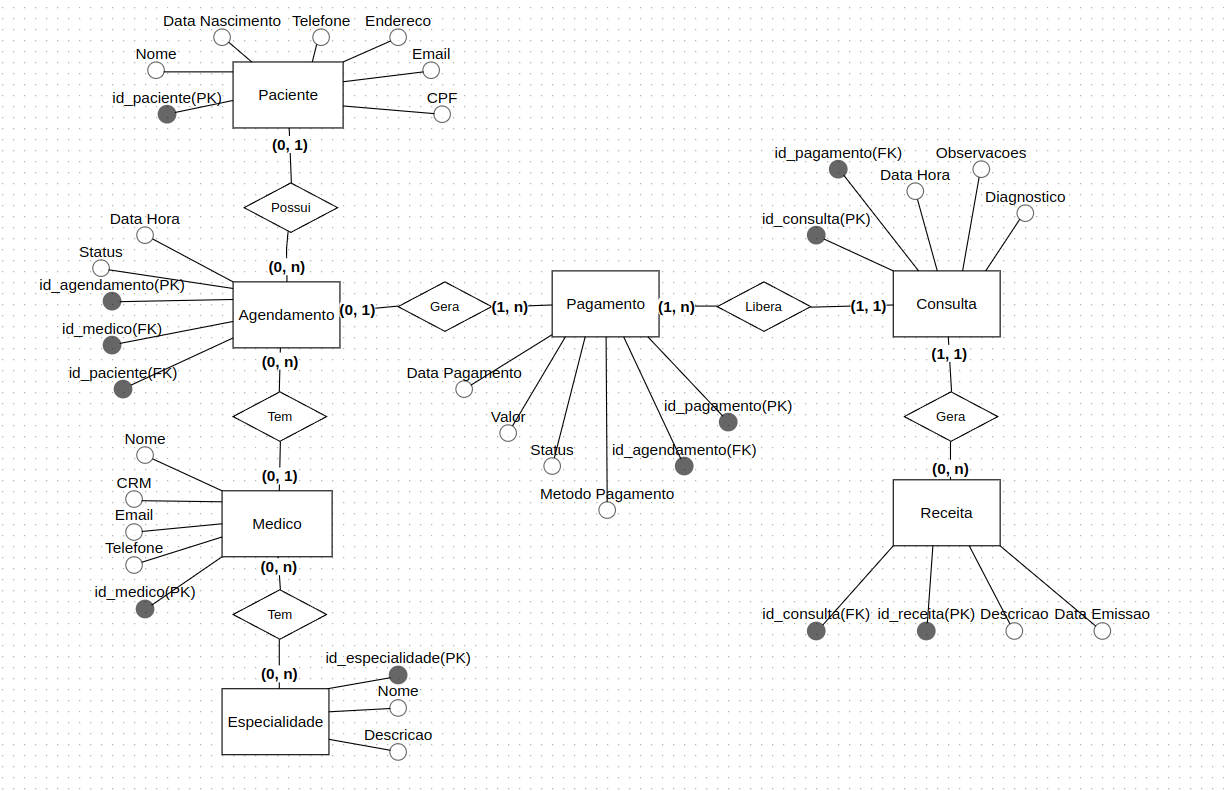 Data Nascimento Telefone Endereco
Nome
Email
id_paciente(PK)
Paciente
CPF
(0, 1)
Possui
(0, n)
Data Hora
Status
id_agendamento(PK)
id_medico(FK)
id_paciente(FK)
Agendamento
(0, 1)
Gera
(1, n)
Pagamento
(1, n)
Libera
(1, 1)
Consulta
id_pagamento(FK)
Observacoes
Data Hora
Diagnostico
id_consulta(PK)
Data Pagamento
Valor
Status
Metodo Pagamento
id_agendamento(FK)
id_pagamento(PK)
(0, n)
Tem
(0, 1)
Nome
CRM
Email
Telefone
id_medico(PK)
Medico
(0, n)
Tem
(0, n)
Especialidade
id_especialidade(PK)
Nome
Descricao
(1, 1)
Gera
(0, n)
Receita
id_consulta(FK) id_receita(PK) Descricao Data Emissao